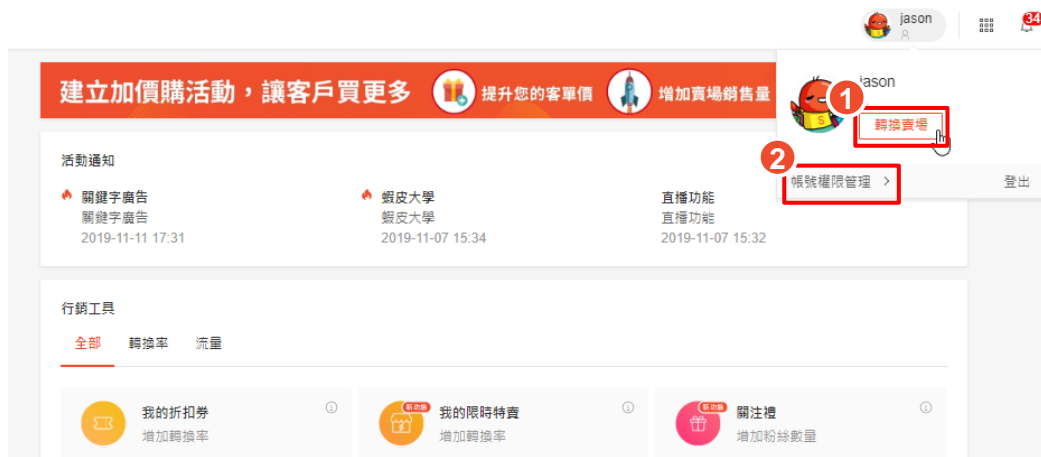 jason
34
建立加價購活動，讓客戶買更多 提升您的客單價 增加賣場銷售量
jason
1
轉換賣場
2
帳號權限管理 >
登出
活動通知
關鍵字廣告
關鍵字廣告
2019-11-11 17:31
蝦皮大學
蝦皮大學
2019-11-07 15:34
直播功能
直播功能
2019-11-07 15:32
行銷工具
全部 轉換率 流量
我的折扣券
增加轉換率
新功能
我的限時特賣
增加轉換率
新功能
關注禮
增加粉絲數量